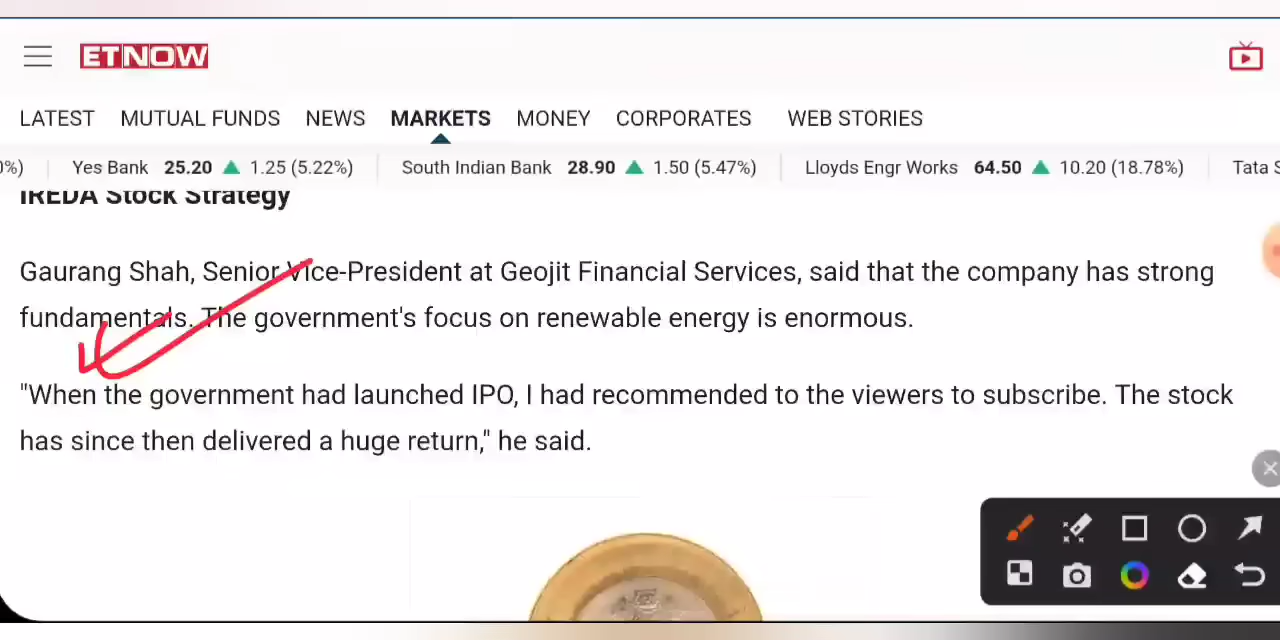 ETNOW
LATEST MUTUAL FUNDS NEWS MARKETS MONEY CORPORATES WEB STORIES
0%) Yes Bank 25.20 ▲ 1.25 (5.22%) South Indian Bank 28.90 ▲ 1.50 (5.47%) Lloyds Engr Works 64.50 ▲ 10.20 (18.78%) Tata S
IREDA Stock Strategy
Gaurang Shah, Senior Vice-President at Geojit Financial Services, said that the company has strong
fundamentals. The government's focus on renewable energy is enormous.
"When the government had launched IPO, I had recommended to the viewers to subscribe. The stock
has since then delivered a huge return," he said.